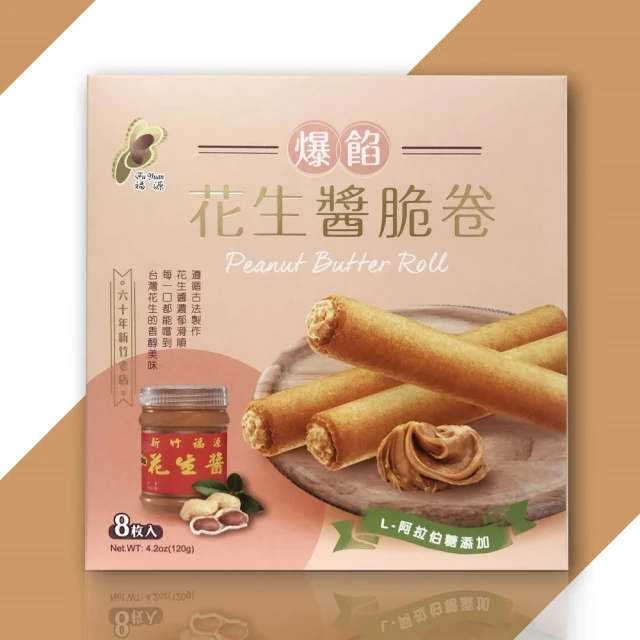 Fu Yuan
福源
爆餡
花生醬脆卷
Peanut Butter Roll
遵循古法製作
花生醬濃郁滑順
每一口都能嚐到
台灣花生的香醇美味
六十年新竹老店
新竹福源
花生醬
8枚入
Net.WT: 4.2oz(120g)
L-阿拉伯糖添加